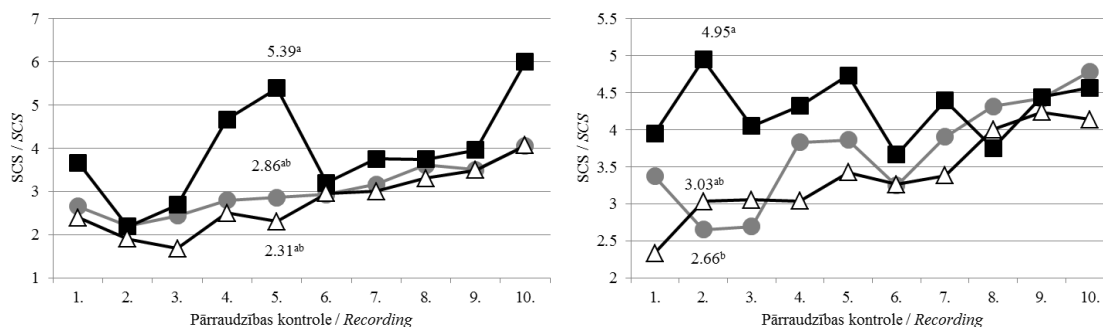 7
6
5
4
3
2
1
SCS / SCS
5.39ᵃ
2.86ᵃᵇ
2.31ᵃᵇ
1. 2. 3. 4. 5. 6. 7. 8. 9. 10.
Pārraudzības kontrole / Recording
5.5
5
4.5
4
3.5
3
2.5
2
SCS / SCS
4.95ᵃ
3.03ᵃᵇ
2.66ᵇ
1. 2. 3. 4. 5. 6. 7. 8. 9. 10.
Pārraudzības kontrole / Recording